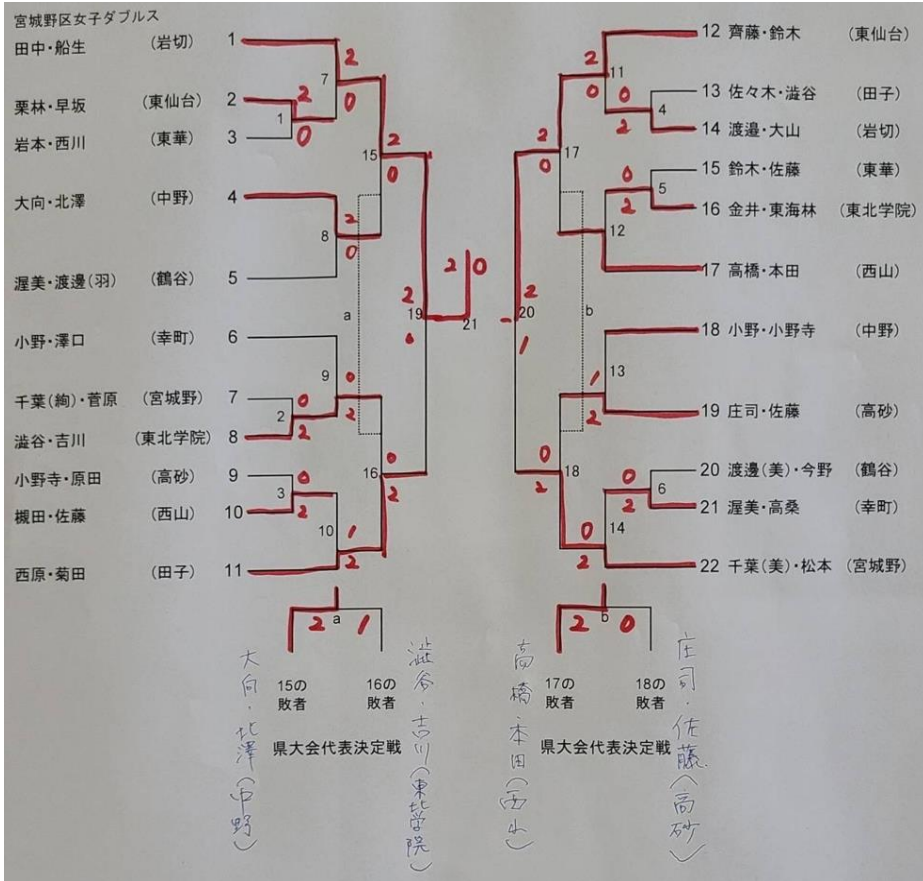 宮城野区女子ダブルス
田中・船生 (岩切) 1
栗林・早坂 (東仙台) 2
岩本・西川 (東華) 3
大向・北澤 (中野) 4
渥美・渡邊(羽) (鶴谷) 5
小野・澤口 (幸町) 6
千葉(絢)・菅原 (宮城野) 7
澁谷・吉川 (東北学院) 8
小野寺・原田 (高砂) 9
槻田・佐藤 (西山) 10
西原・菊田 (田子) 11
1 2 0
7 2 0
8 2 0
15 2 0
a
9 0 2
2 0 2
3 0 2
10 1 2
16 0 2
19 2 0
21 2 0
12 齊藤・鈴木 (東仙台)
13 佐々木・澁谷 (田子)
14 渡邉・大山 (岩切)
15 鈴木・佐藤 (東華)
16 金井・東海林 (東北学院)
17 高橋・本田 (西山)
18 小野・小野寺 (中野)
19 庄司・佐藤 (高砂)
20 渡邊(美)・今野 (鶴谷)
21 渥美・高桑 (幸町)
22 千葉(美)・松本 (宮城野)
11 2 0
4 0 2
17 2 0
5 0 2
12
b
20 2 1
13 1 2
18 0 2
6 0 2
14 0 2
2 a 1
15の敗者
16の敗者
県大会代表決定戦
大向・北澤(中野)
澁谷・吉川(東北学院)
2 b 0
17の敗者
18の敗者
県大会代表決定戦
高橋・本田(西山)
庄司・佐藤(高砂)